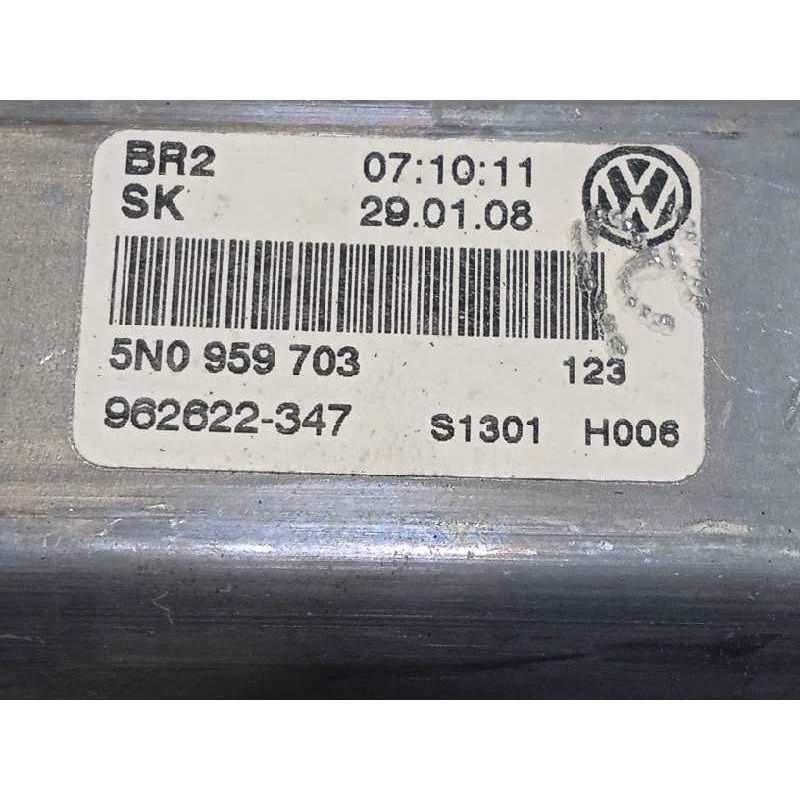 BR2 07:10:11
SK 29.01.08
5N0 959 703 123
962622-347 S1301 H006